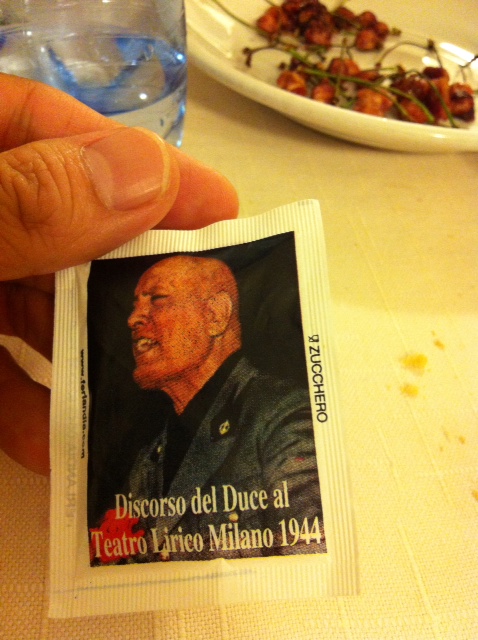 ZUCCHERO
Discorso del Duce al
Teatro Lirico Milano 1944